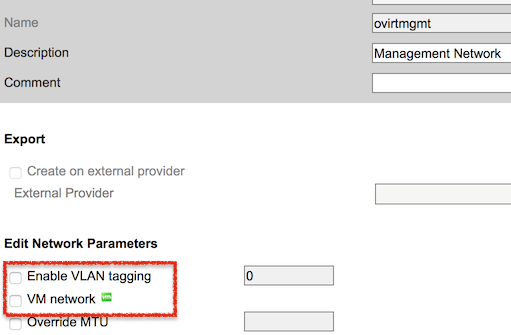 Name ovirtmgmt
Description Management Network
Comment
Export
Create on external provider
External Provider
Edit Network Parameters
Enable VLAN tagging 0
VM network
Override MTU